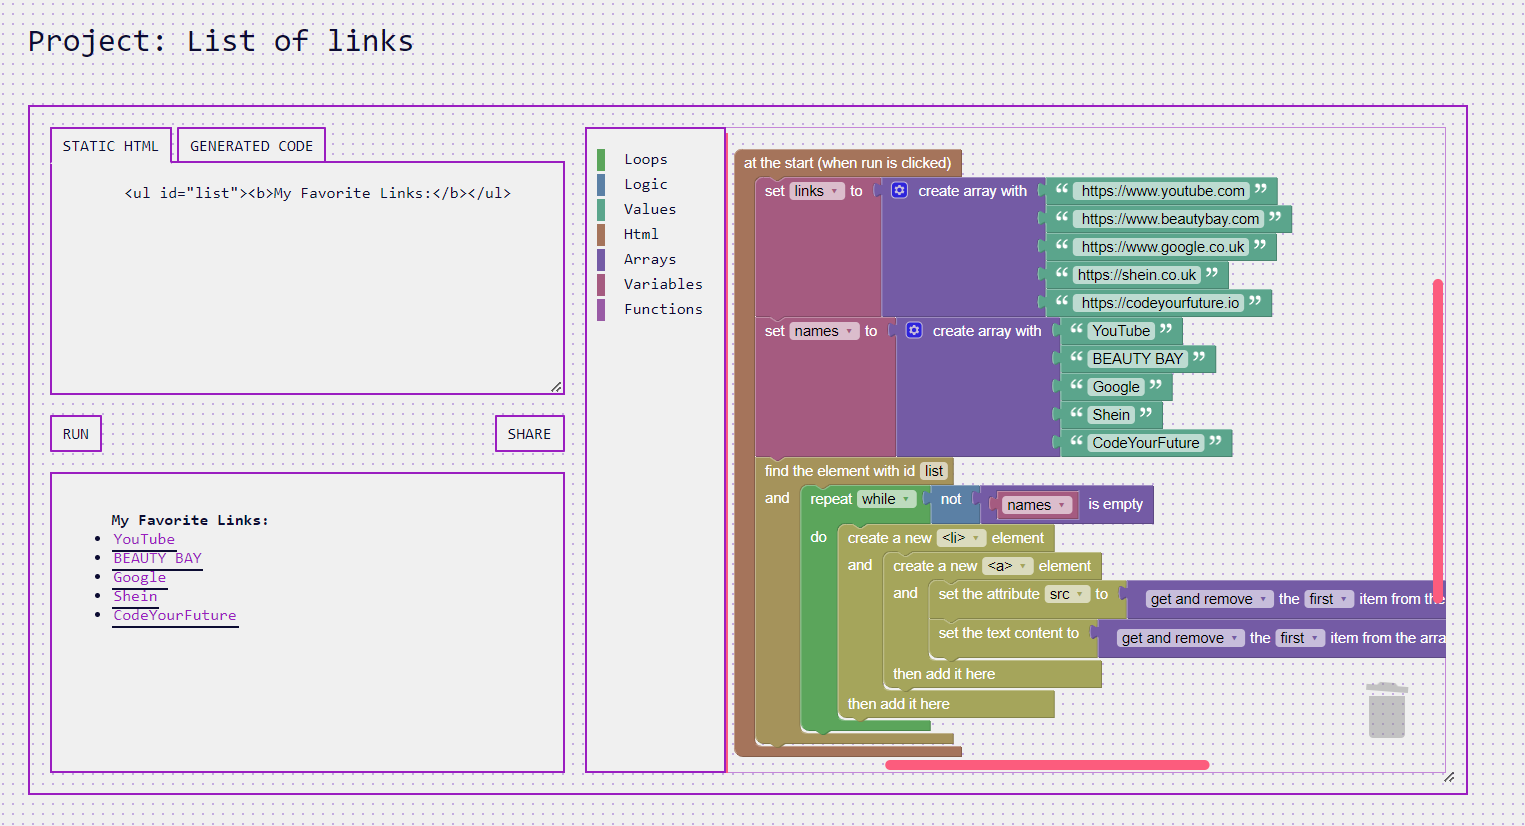 Project: List of links
STATIC HTML
GENERATED CODE
<ul id="list"><b>My Favorite Links:</b></ul>
RUN
SHARE
My Favorite Links:
YouTube
BEAUTY BAY
Google
Shein
CodeYourFuture
Loops
Logic
Values
Html
Arrays
Variables
Functions
at the start (when run is clicked)
set links to create array with “ https://www.youtube.com ”
“ https://www.beautybay.com ”
“ https://www.google.co.uk ”
“ https://shein.co.uk ”
“ https://codeyourfuture.io ”
set names to create array with “ YouTube ”
“ BEAUTY BAY ”
“ Google ”
“ Shein ”
“ CodeYourFuture ”
find the element with id list
and repeat while not names is empty
do create a new <li> element
and create a new <a> element
and set the attribute src to get and remove the first item from the
set the text content to get and remove the first item from the arra
then add it here
then add it here